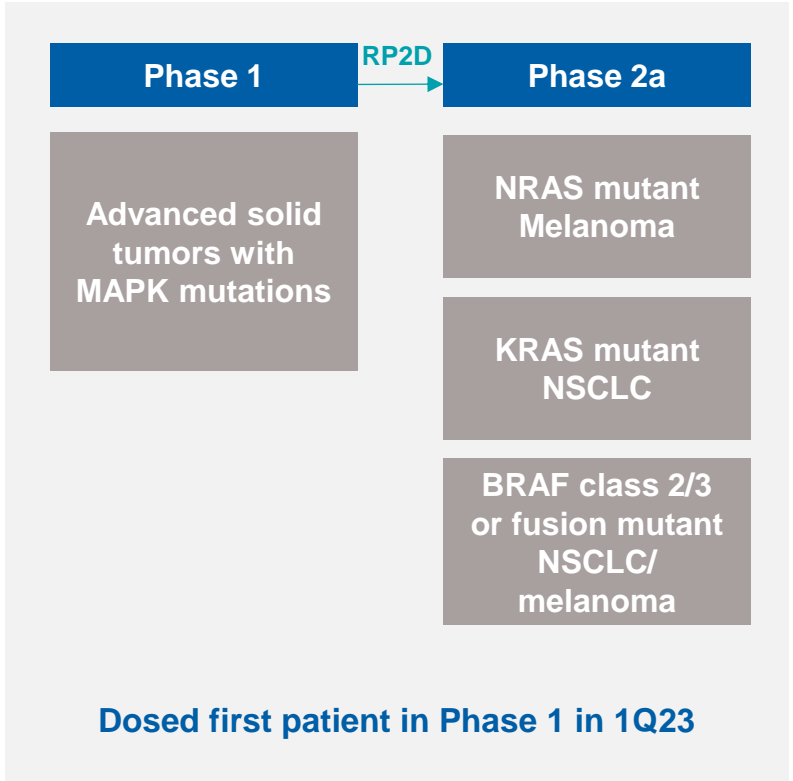 Phase 1
RP2D
Phase 2a
Advanced solid
tumors with
MAPK mutations
NRAS mutant
Melanoma
KRAS mutant
NSCLC
BRAF class 2/3
or fusion mutant
NSCLC/
melanoma
Dosed first patient in Phase 1 in 1Q23